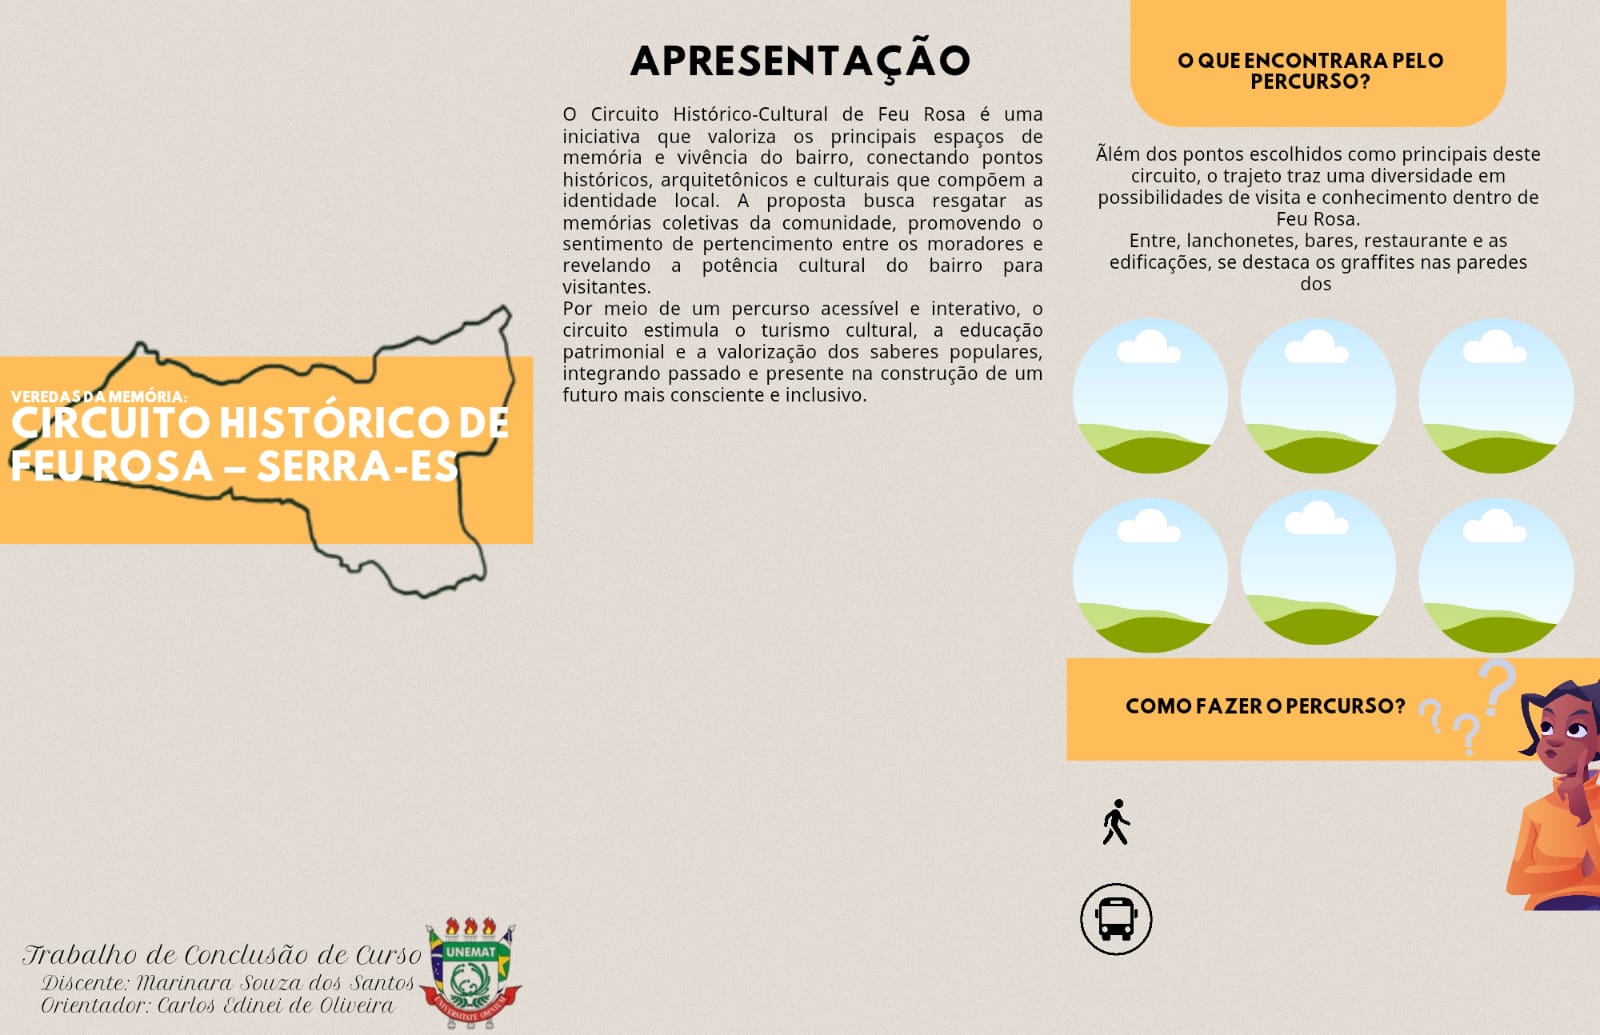 VEREDAS DA MEMÓRIA:
CIRCUITO HISTÓRICO DE
FEU ROSA – SERRA-ES
Trabalho de Conclusão de Curso
Discente: Marinara Souza dos Santos
Orientador: Carlos Edinei de Oliveira
UNEMAT
UNIVERSITATE OMNIUM
APRESENTAÇÃO
O Circuito Histórico-Cultural de Feu Rosa é uma
iniciativa que valoriza os principais espaços de
memória e vivência do bairro, conectando pontos
históricos, arquitetônicos e culturais que compõem a
identidade local. A proposta busca resgatar as
memórias coletivas da comunidade, promovendo o
sentimento de pertencimento entre os moradores e
revelando a potência cultural do bairro para
visitantes.
Por meio de um percurso acessível e interativo, o
circuito estimula o turismo cultural, a educação
patrimonial e a valorização dos saberes populares,
integrando passado e presente na construção de um
futuro mais consciente e inclusivo.
O QUE ENCONTRARA PELO
PERCURSO?
Ãlém dos pontos escolhidos como principais deste
circuito, o trajeto traz uma diversidade em
possibilidades de visita e conhecimento dentro de
Feu Rosa.
Entre, lanchonetes, bares, restaurante e as
edificações, se destaca os graffites nas paredes
dos
COMO FAZER O PERCURSO?
? ? ?